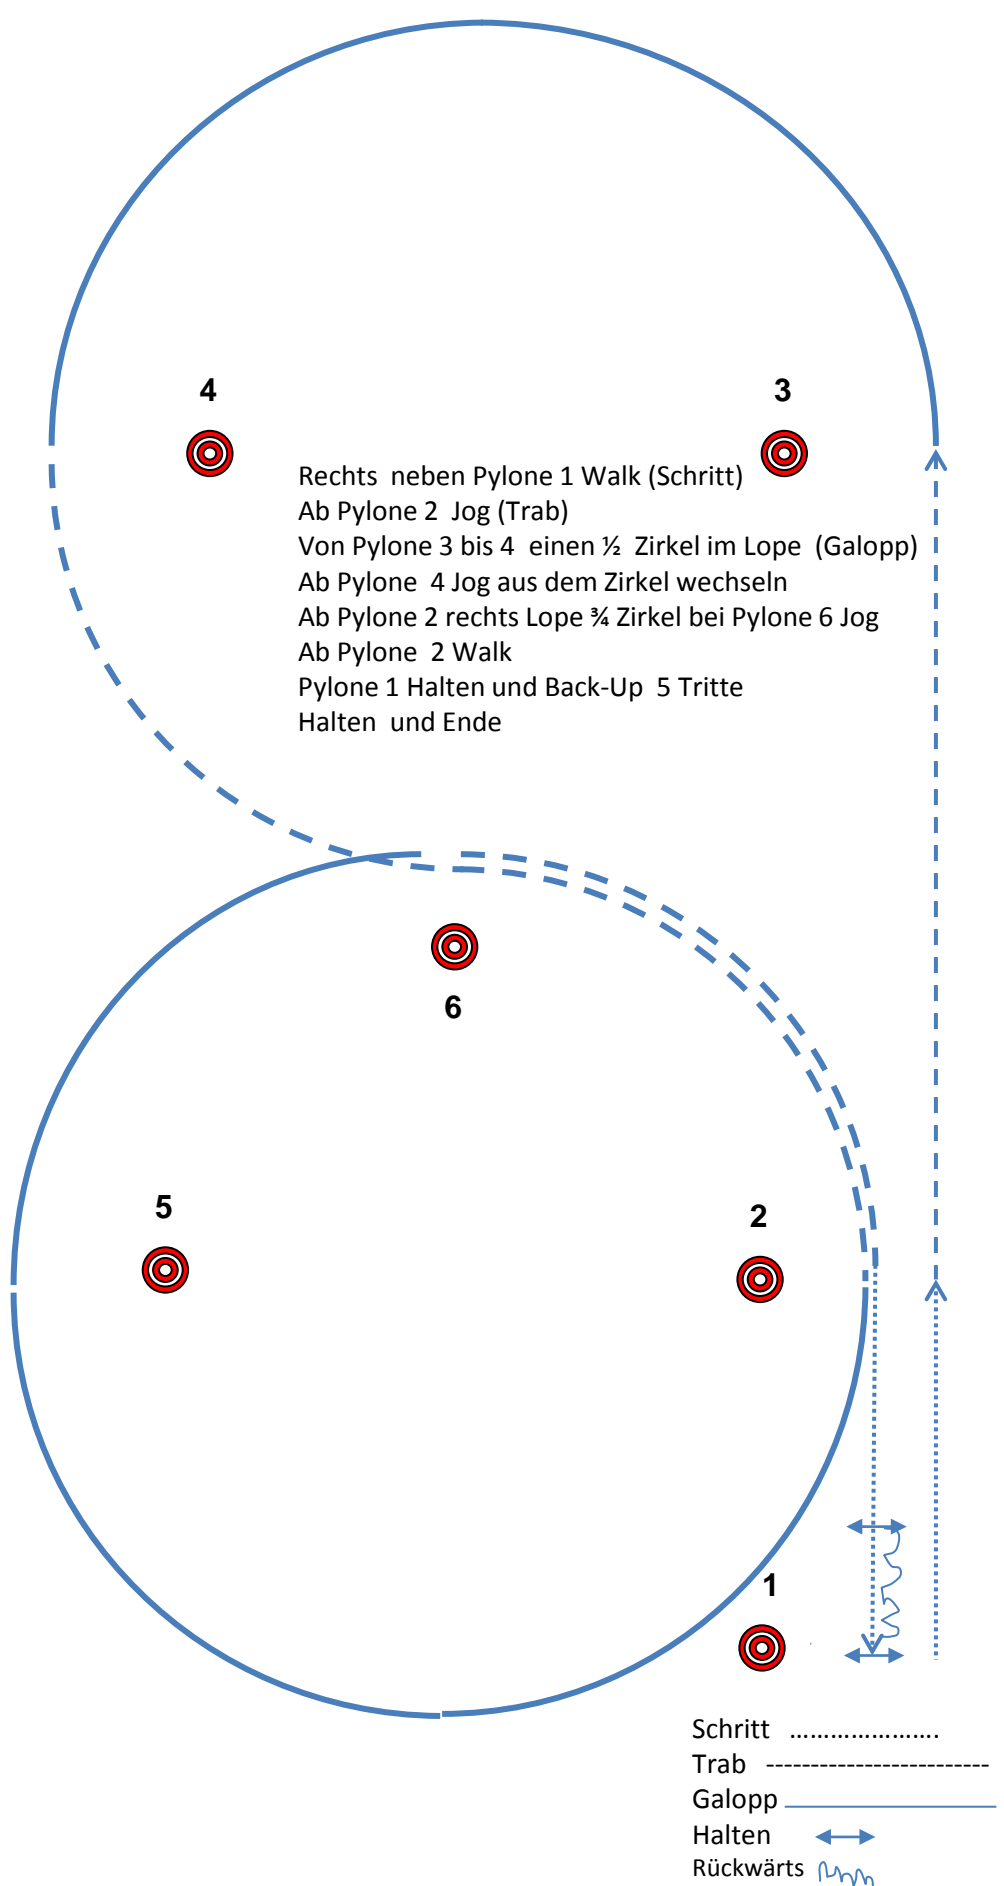 4
3
Rechts neben Pylone 1 Walk (Schritt)
Ab Pylone 2 Jog (Trab)
Von Pylone 3 bis 4 einen ½ Zirkel im Lope (Galopp)
Ab Pylone 4 Jog aus dem Zirkel wechseln
Ab Pylone 2 rechts Lope ¾ Zirkel bei Pylone 6 Jog
Ab Pylone 2 Walk
Pylone 1 Halten und Back-Up 5 Tritte
Halten und Ende
6
5
2
1
Schritt ......................
Trab -------------------------
Galopp
Halten
Rückwärts